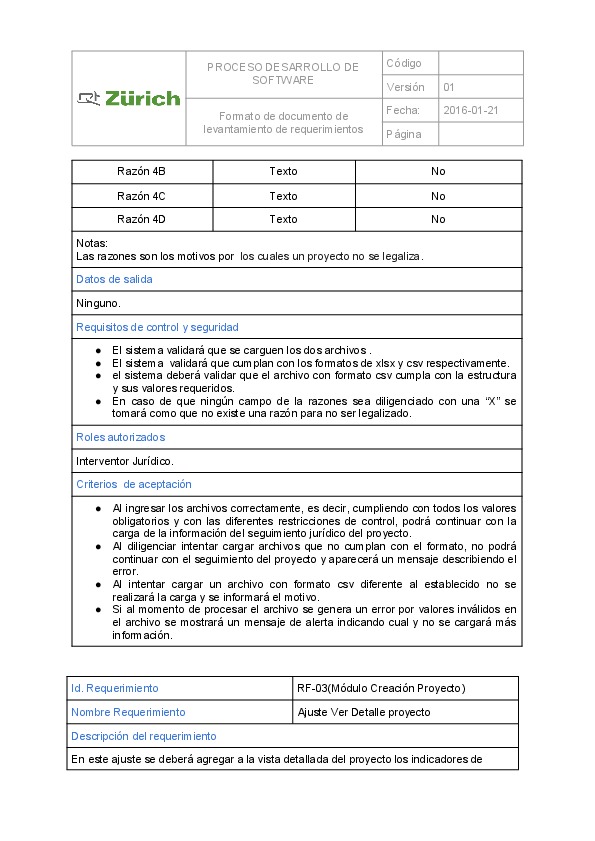 Zürich
PROCESO DESARROLLO DE
SOFTWARE
Formato de documento de
levantamiento de requerimientos
Código
Versión 01
Fecha: 2016-01-21
Página
Razón 4B Texto No
Razón 4C Texto No
Razón 4D Texto No
Notas:
Las razones son los motivos por los cuales un proyecto no se legaliza.
Datos de salida
Ninguno.
Requisitos de control y seguridad
● El sistema validará que se carguen los dos archivos .
● El sistema validará que cumplan con los formatos de xlsx y csv respectivamente.
● el sistema deberá validar que el archivo con formato csv cumpla con la estructura
y sus valores requeridos.
● En caso de que ningún campo de la razones sea diligenciado con una “X” se
tomará como que no existe una razón para no ser legalizado.
Roles autorizados
Interventor Jurídico.
Criterios de aceptación
● Al ingresar los archivos correctamente, es decir, cumpliendo con todos los valores
obligatorios y con las diferentes restricciones de control, podrá continuar con la
carga de la información del seguimiento jurídico del proyecto.
● Al diligenciar intentar cargar archivos que no cumplan con el formato, no podrá
continuar con el seguimiento del proyecto y aparecerá un mensaje describiendo el
error.
● Al intentar cargar un archivo con formato csv diferente al establecido no se
realizará la carga y se informará el motivo.
● Si al momento de procesar el archivo se genera un error por valores inválidos en
el archivo se mostrará un mensaje de alerta indicando cual y no se cargará más
información.
Id. Requerimiento RF-03(Módulo Creación Proyecto)
Nombre Requerimiento Ajuste Ver Detalle proyecto
Descripción del requerimiento
En este ajuste se deberá agregar a la vista detallada del proyecto los indicadores de